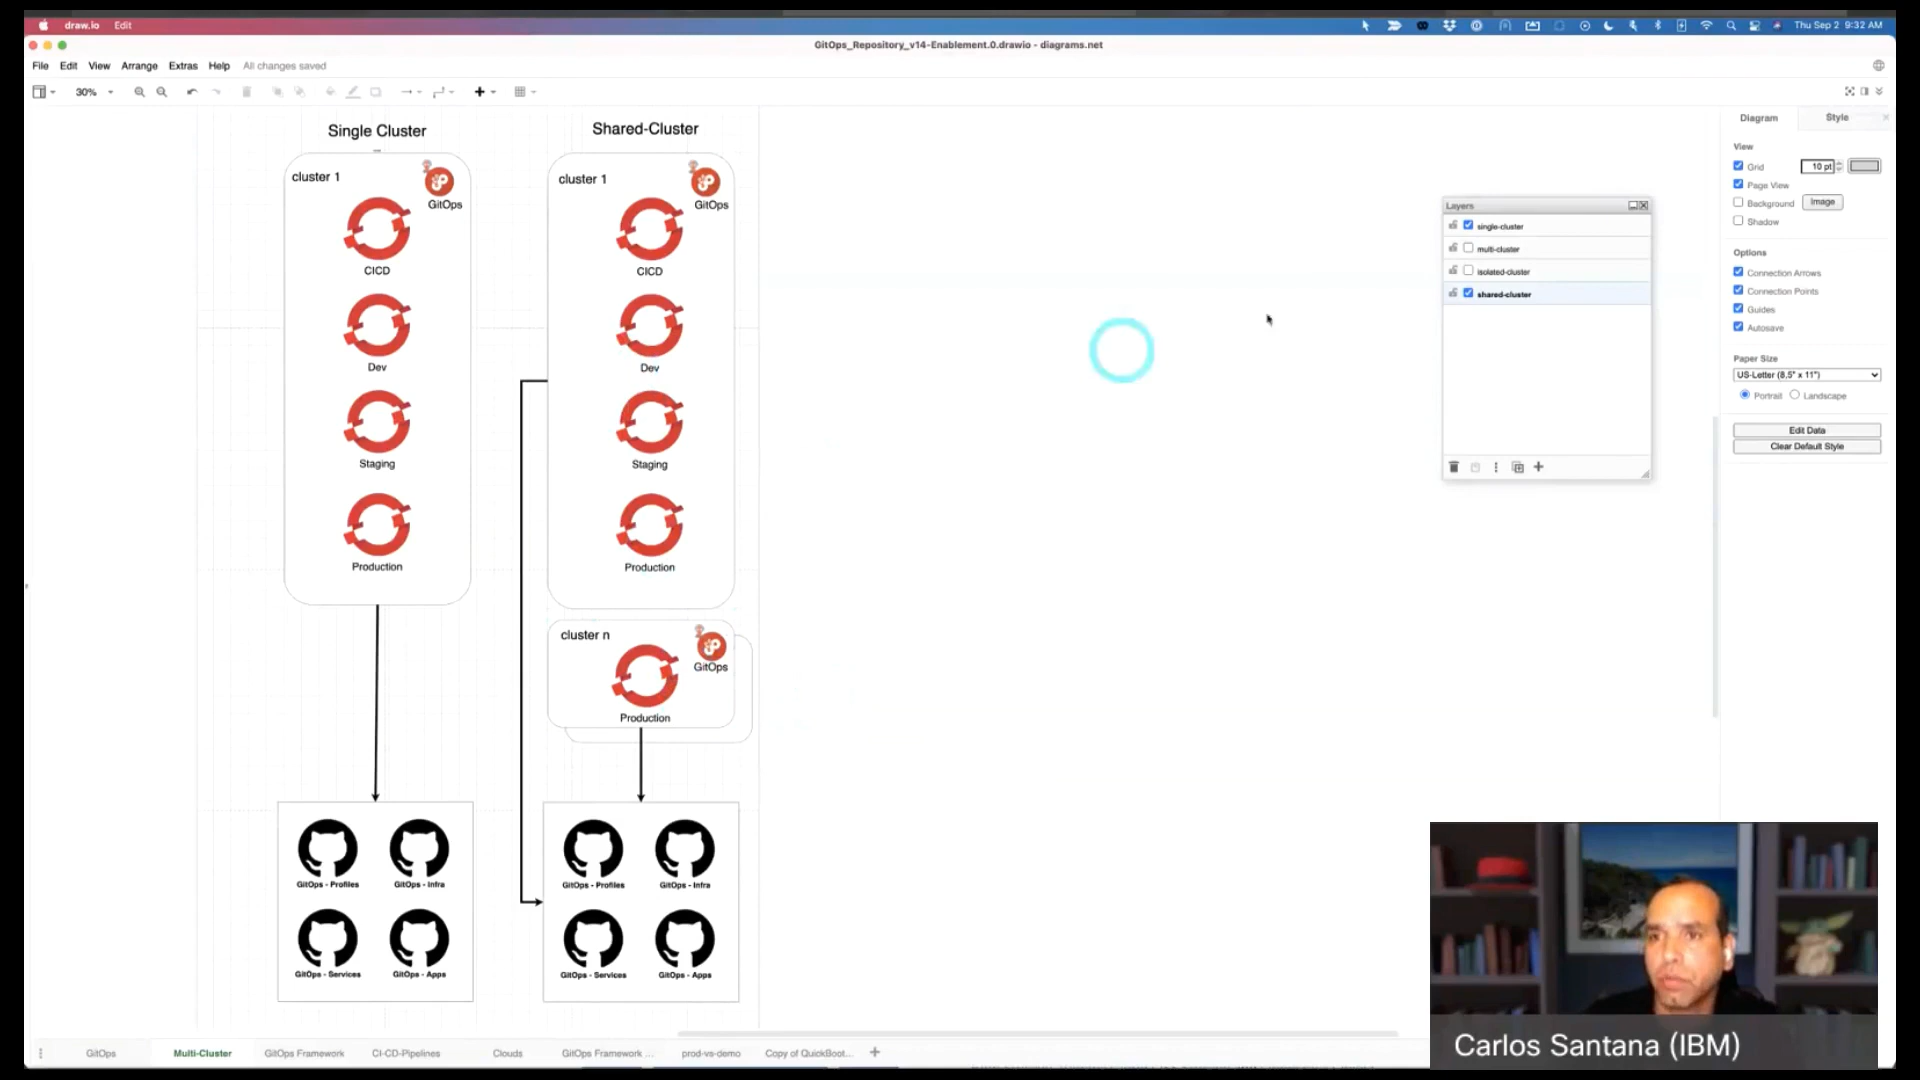 draw.io Edit
Thu Sep 2 9:32 AM
GitOps_Repository_v14-Enablement.0.drawio - diagrams.net
File Edit View Arrange Extras Help All changes saved
30%
Single Cluster
Shared-Cluster
cluster 1
GitOps
CICD
Dev
Staging
Production
cluster 1
GitOps
CICD
Dev
Staging
Production
cluster n
GitOps
Production
GitOps - Profiles
GitOps - Infra
GitOps - Services
GitOps - Apps
GitOps - Profiles
GitOps - Infra
GitOps - Services
GitOps - Apps
Layers
single-cluster
multi-cluster
isolated-cluster
shared-cluster
Diagram
Style
View
Grid
10 pt
Page View
Background
Image
Shadow
Options
Connection Arrows
Connection Points
Guides
Autosave
Paper Size
US-Letter (8,5" x 11")
Portrait
Landscape
Edit Data
Clear Default Style
Carlos Santana (IBM)
GitOps
Multi-Cluster
GitOps Framework
CI-CD-Pipelines
Clouds
GitOps Framework ...
prod-vs-demo
Copy of QuickBoot...